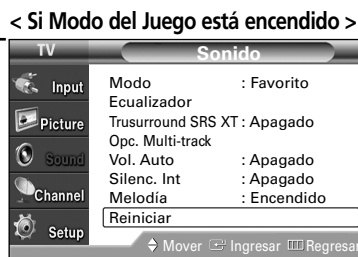 < Si Modo del Juego está encendido >
TV
Sonido
Input
Picture
Sound
Channel
Setup
Modo : Favorito
Ecualizador
Trusurround SRS XT : Apagado
Opc. Multi-track
Vol. Auto : Apagado
Silenc. Int : Apagado
Melodía : Encendido
Reiniciar
Mover Ingresar Regresar